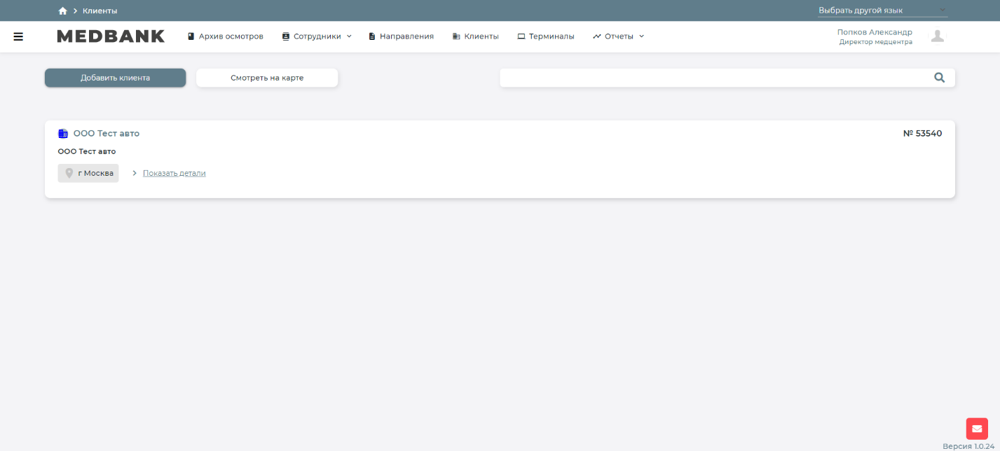 Клиенты
Выбрать другой язык
MEDBANK
Архив осмотров
Сотрудники
Направления
Клиенты
Терминалы
Отчеты
Попков Александр
Директор медцентра
Добавить клиента
Смотреть на карте
ООО Тест авто
№ 53540
ООО Тест авто
г Москва
Показать детали
Версия 1.0.24